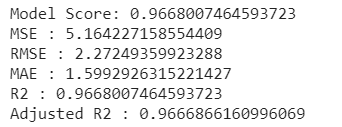 Model Score: 0.9668007464593723
MSE : 5.164227158554409
RMSE : 2.27249359923288
MAE : 1.5992926315221427
R2 : 0.9668007464593723
Adjusted R2 : 0.9666866160996069